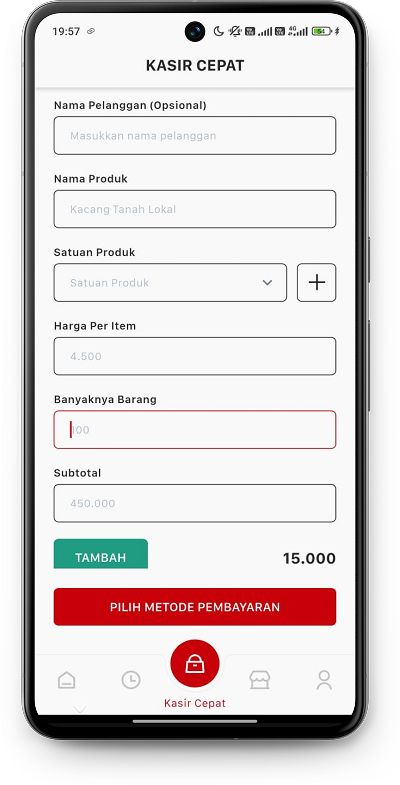 19:57
4G
54
KASIR CEPAT
Nama Pelanggan (Opsional)
Masukkan nama pelanggan
Nama Produk
Kacang Tanah Lokal
Satuan Produk
Satuan Produk
Harga Per Item
4.500
Banyaknya Barang
100
Subtotal
450.000
TAMBAH
15.000
PILIH METODE PEMBAYARAN
Kasir Cepat